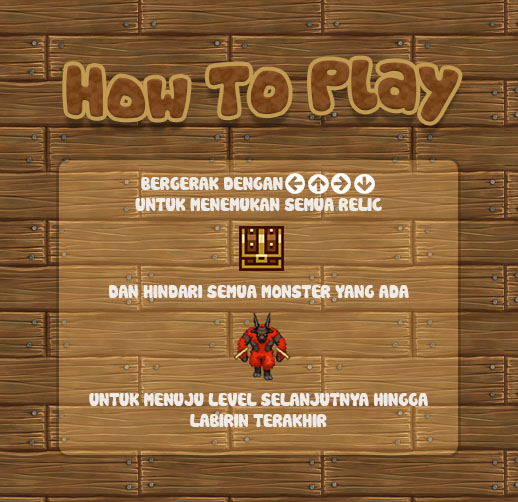 How To Play
BERGERAK DENGAN ← ↑ → ↓
UNTUK MENEMUKAN SEMUA RELIC
DAN HINDARI SEMUA MONSTER YANG ADA
UNTUK MENUJU LEVEL SELANJUTNYA HINGGA
LABIRIN TERAKHIR